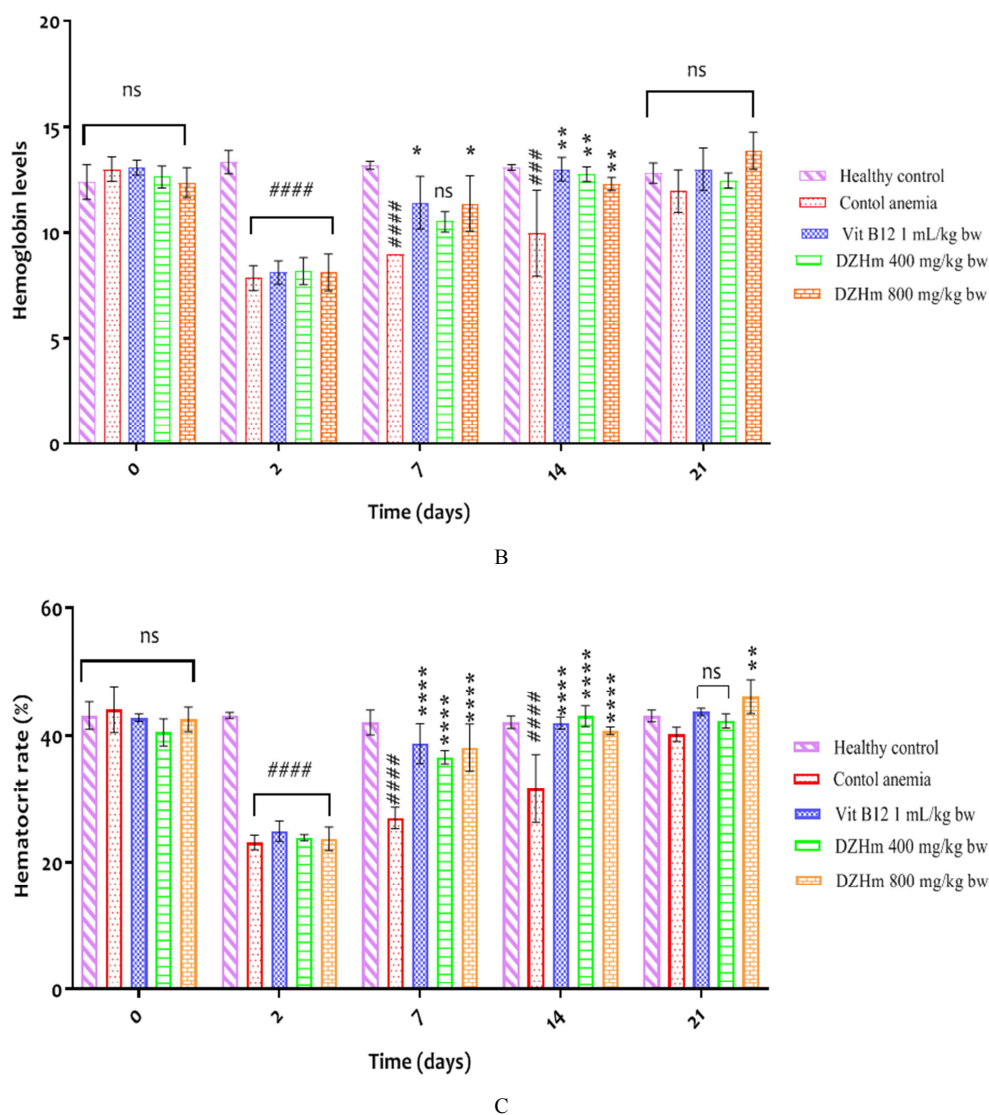 B
20
15
10
5
0
Hemoglobin levels
ns
####
####
*
ns
*
###
**
**
**
ns
0
2
7
14
21
Time (days)
Healthy control
Contol anemia
Vit B12 1 mL/kg bw
DZHm 400 mg/kg bw
DZHm 800 mg/kg bw
B
60
40
20
0
Hematocrit rate (%)
ns
####
####
****
****
****
####
****
****
****
ns
**
0
2
7
14
21
Time (days)
Healthy control
Contol anemia
Vit B12 1 mL/kg bw
DZHm 400 mg/kg bw
DZHm 800 mg/kg bw
C